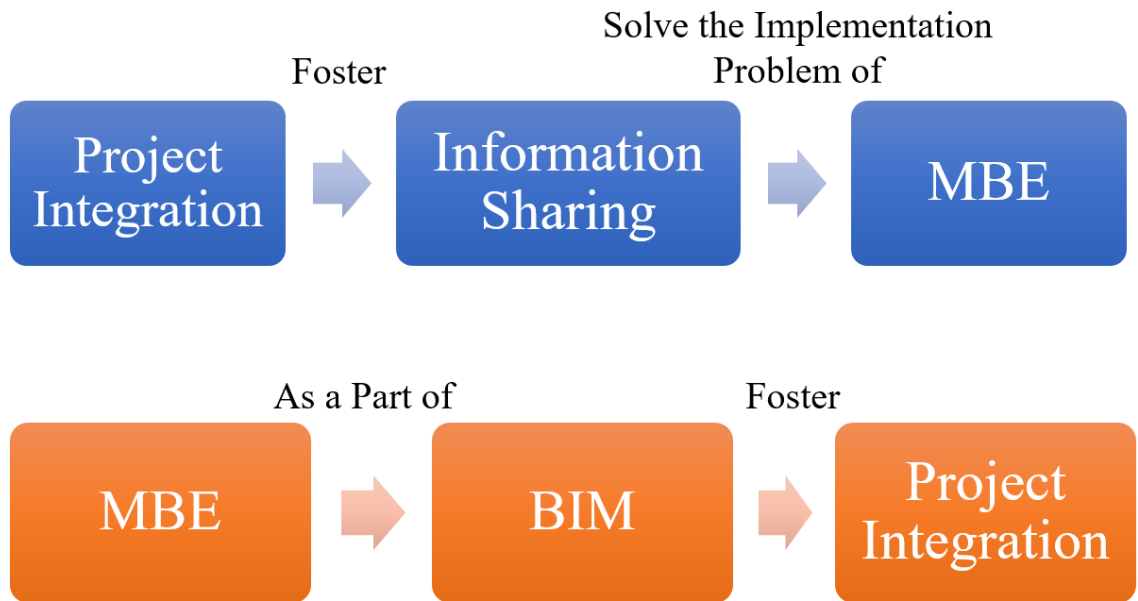 Solve the Implementation
Foster
Problem of
Project
Integration
Information
Sharing
MBE
As a Part of
Foster
MBE
BIM
Project
Integration